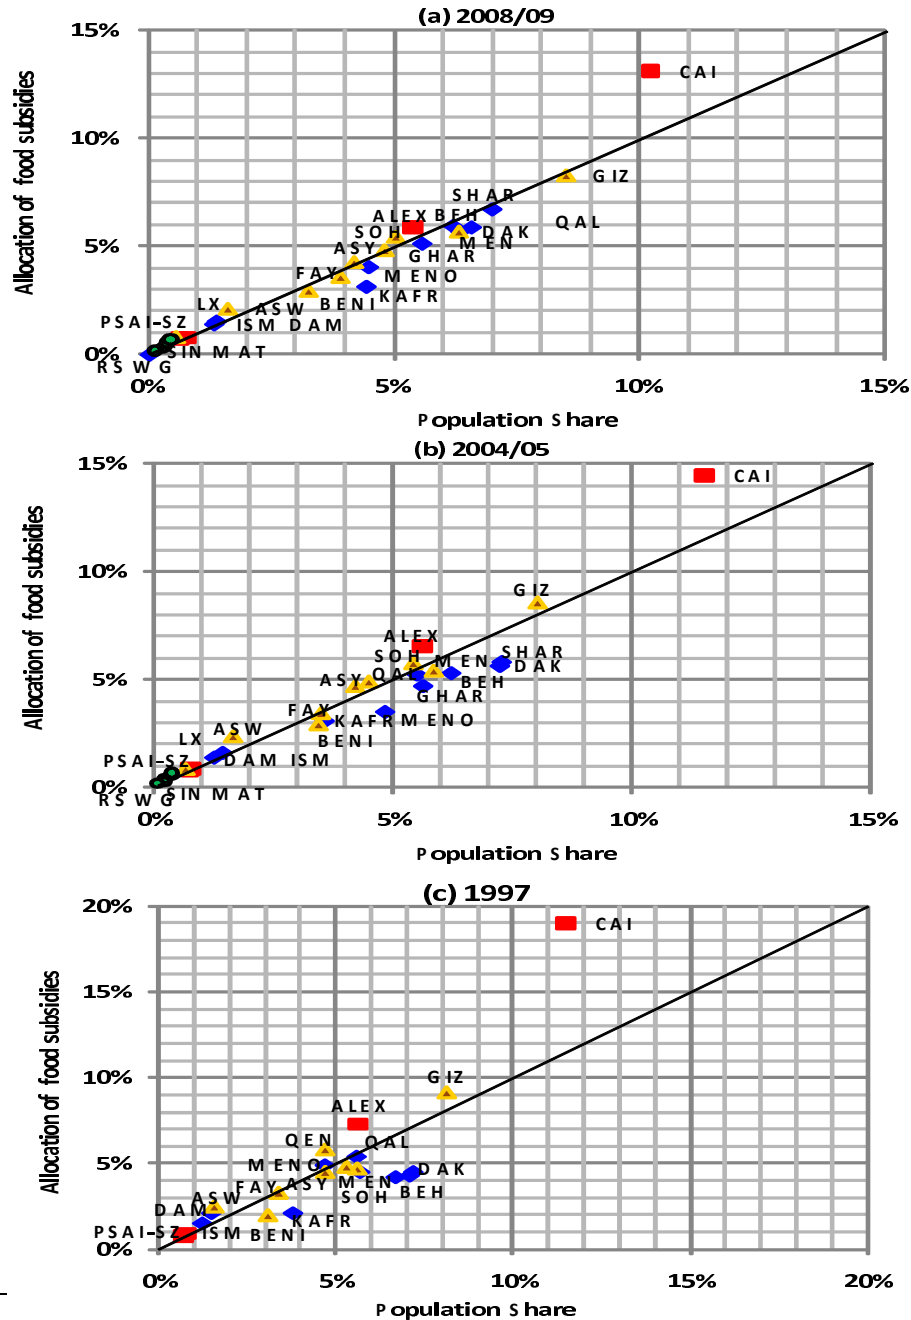 (a) 2008/09
15%
CAI
10%
GIZ
SHAR
ALEX BEH
QAL
SOH
DAK
5%
MEN
ASY
GHAR
FAY
MENO
KAFR
BENI
LX
ASW
PSAI-SZ
ISM DAM
0%
SIN MAT
RS WG
0% 5% 10% 15%
Allocation of food subsidies
Population Share
(b) 2004/05
15%
CAI
10%
GIZ
ALEX
SHAR
SOH
MEN
DAK
5%
ASY
QAL
BEH
GHAR
FAY
KAFR MENO
BENI
LX
ASW
PSAI-SZ
DAM ISM
0%
SIN MAT
RS WG
0% 5% 10% 15%
Allocation of food subsidies
Population Share
(c) 1997
20%
CAI
15%
10%
GIZ
ALEX
QEN
QAL
5%
MENO
DAK
FAY ASY
MEN
SOH BEH
ASW
DAM
KAFR
PSAI-SZ
ISM BENI
0%
0% 5% 10% 15% 20%
Allocation of food subsidies
Population Share